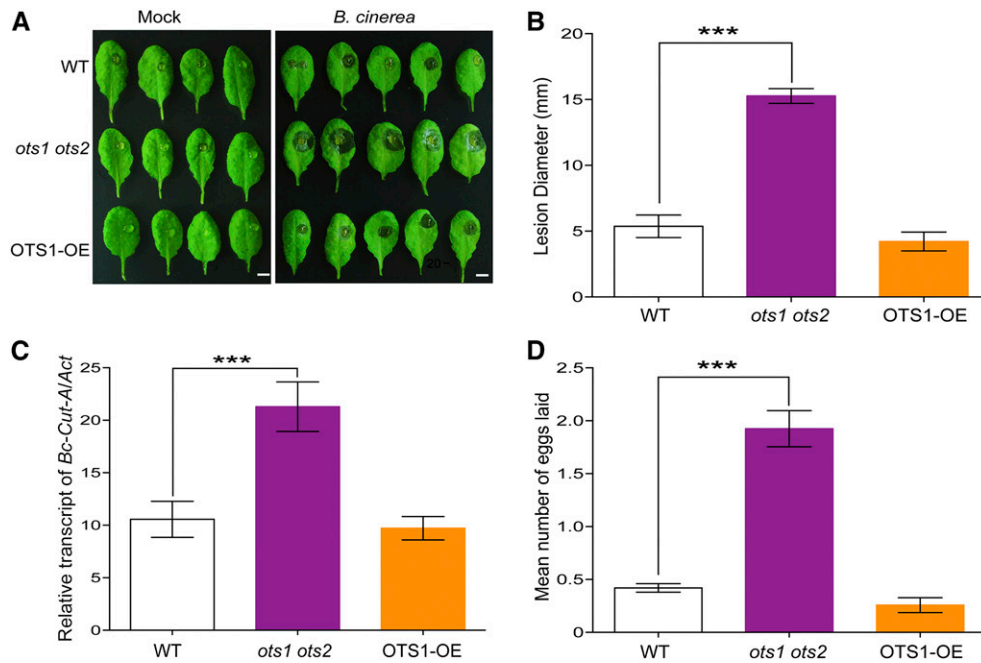 A
Mock
B. cinerea
WT
ots1 ots2
OTS1-OE
20 -
B
Lesion Diameter (mm)
20
15
10
5
0
***
WT
ots1 ots2
OTS1-OE
C
Relative transcript of Bc-Cut-A/Act
25
20
15
10
5
0
***
WT
ots1 ots2
OTS1-OE
D
Mean number of eggs laid
2.5
2.0
1.5
1.0
0.5
0
***
WT
ots1 ots2
OTS1-OE